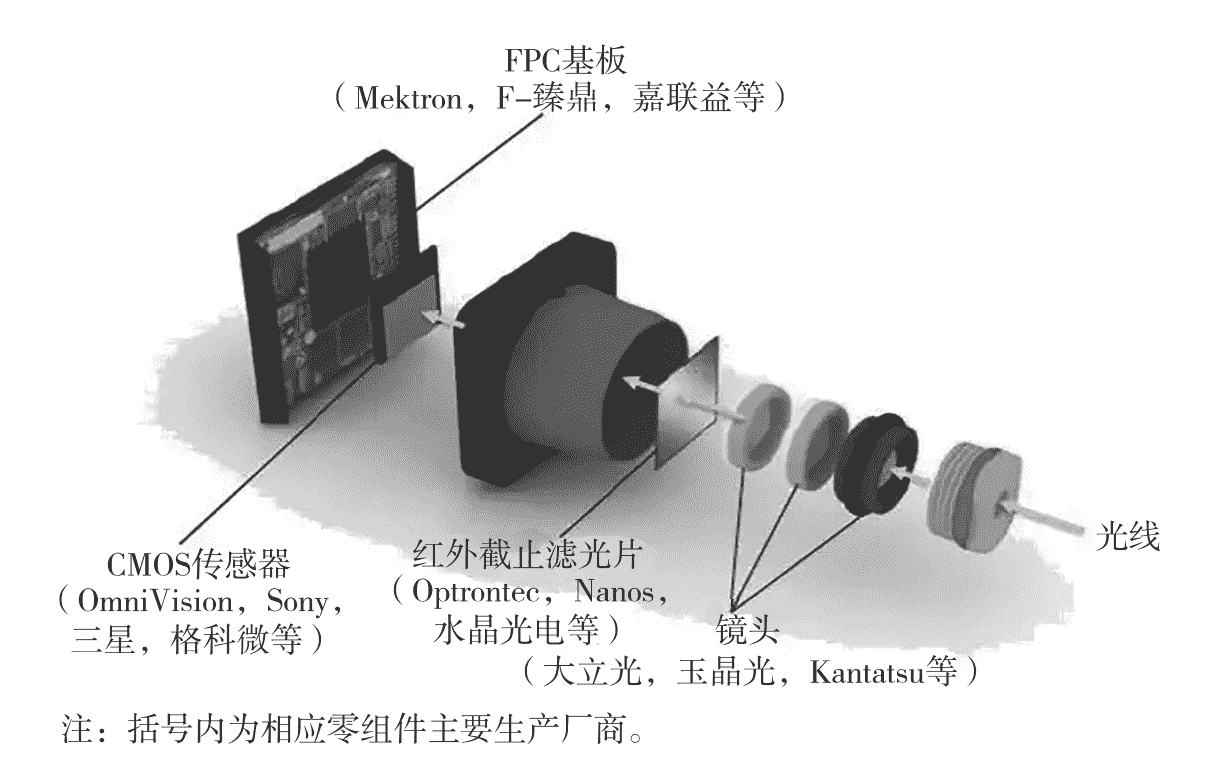 FPC基板
（Mektron，F-臻鼎，嘉联益等）
光线
CMOS传感器
（OmniVision，Sony，
三星，格科微等）
红外截止滤光片
（Optrontec，Nanos，
水晶光电等）
镜头
（大立光，玉晶光，Kantatsu等）
注：括号内为相应零组件主要生产厂商。